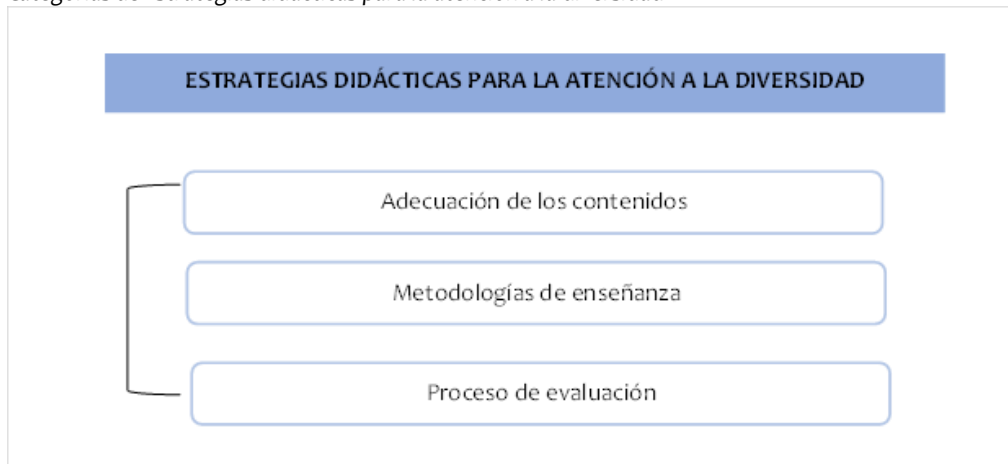 ESTRATEGIAS DIDÁCTICAS PARA LA ATENCIÓN A LA DIVERSIDAD
Adecuación de los contenidos
Metodologías de enseñanza
Proceso de evaluación